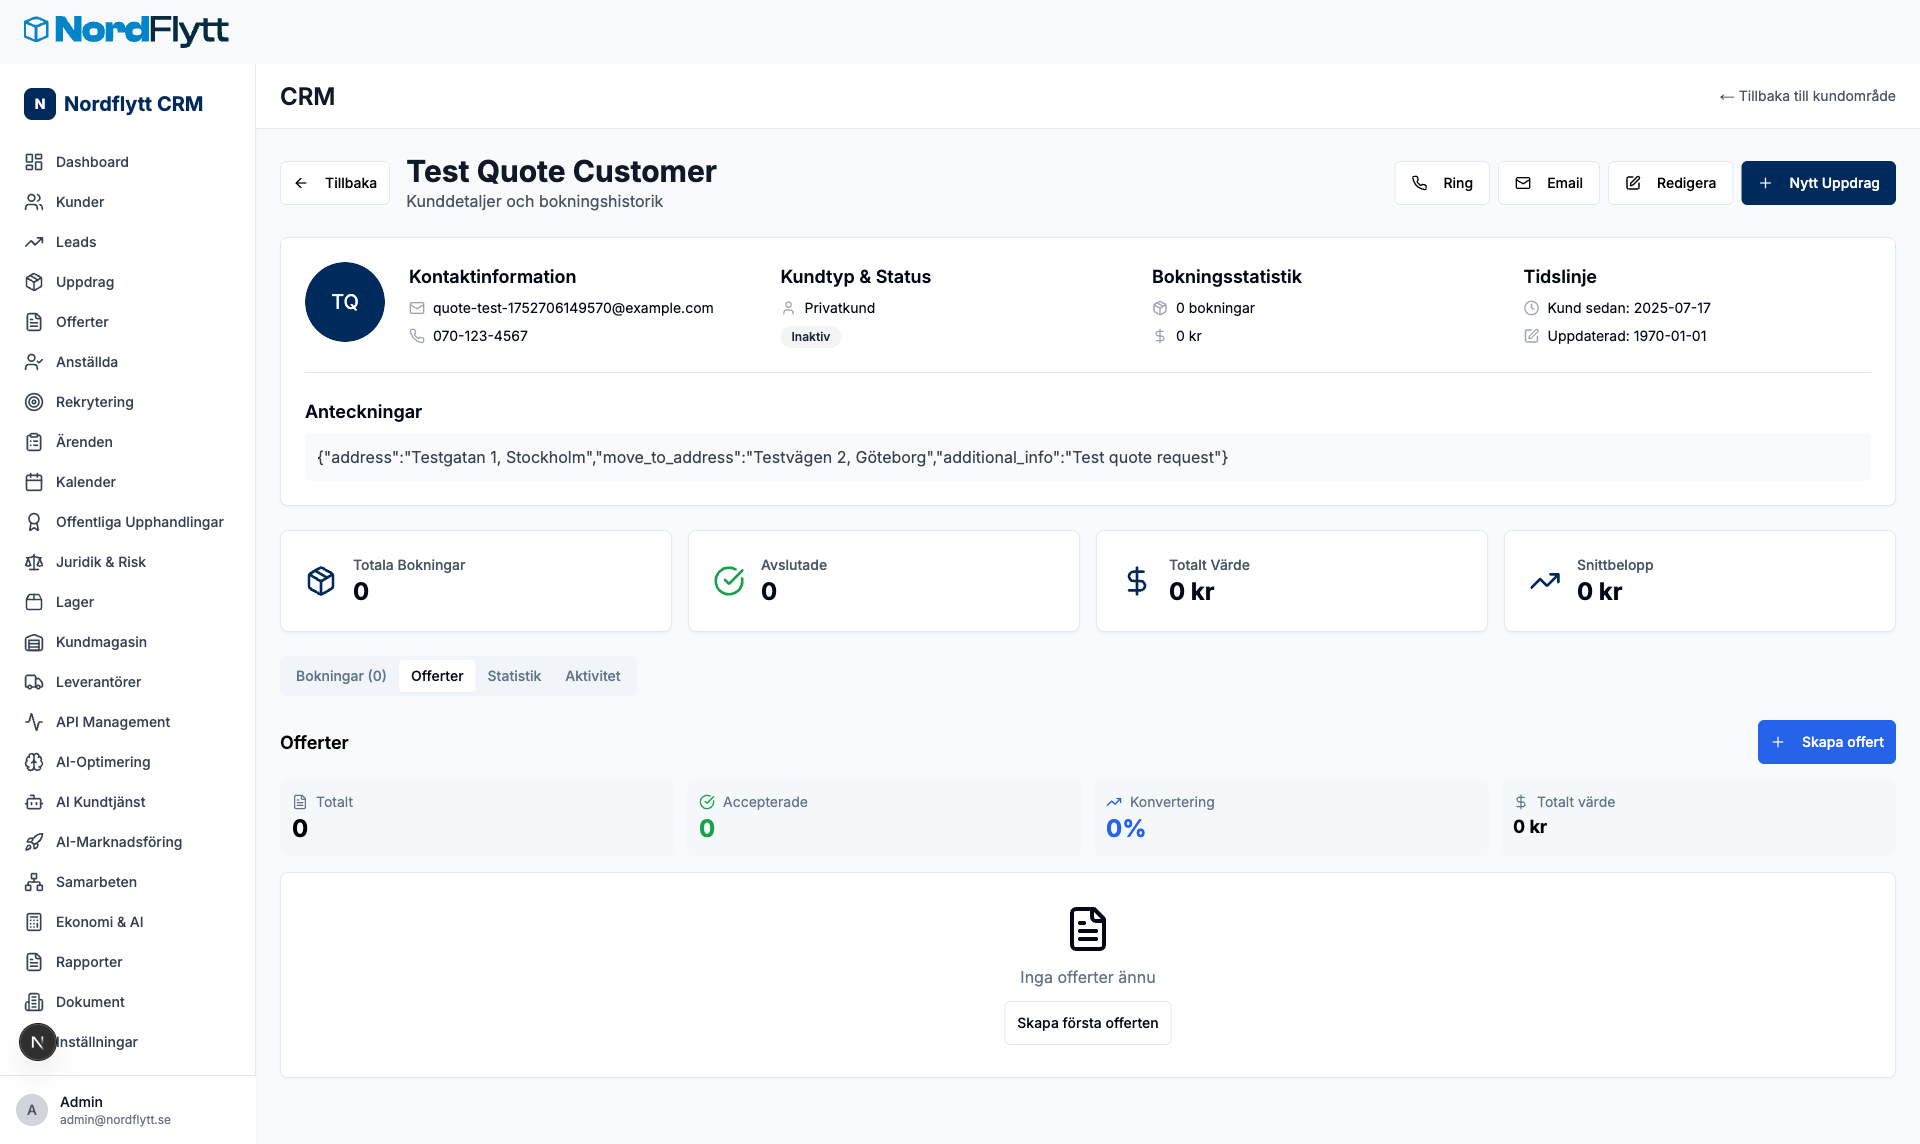 NordFlytt
N Nordflytt CRM
Dashboard
Kunder
Leads
Uppdrag
Offerter
Anställda
Rekrytering
Ärenden
Kalender
Offentliga Upphandlingar
Juridik & Risk
Lager
Kundmagasin
Leverantörer
API Management
AI-Optimering
AI Kundtjänst
AI-Marknadsföring
Samarbeten
Ekonomi & AI
Rapporter
Dokument
N Inställningar
A Admin
admin@nordflytt.se
CRM
← Tillbaka till kundområde
Tillbaka
Test Quote Customer
Kunddetaljer och bokningshistorik
Ring
Email
Redigera
Nytt Uppdrag
TQ
Kontaktinformation
quote-test-1752706149570@example.com
070-123-4567
Kundtyp & Status
Privatkund
Inaktiv
Bokningsstatistik
0 bokningar
0 kr
Tidslinje
Kund sedan: 2025-07-17
Uppdaterad: 1970-01-01
Anteckningar
{"address":"Testgatan 1, Stockholm","move_to_address":"Testvägen 2, Göteborg","additional_info":"Test quote request"}
Totala Bokningar
0
Avslutade
0
Totalt Värde
0 kr
Snittbelopp
0 kr
Bokningar (0) Offerter Statistik Aktivitet
Offerter
Skapa offert
Totalt
0
Accepterade
0
Konvertering
0%
Totalt värde
0 kr
Inga offerter ännu
Skapa första offerten